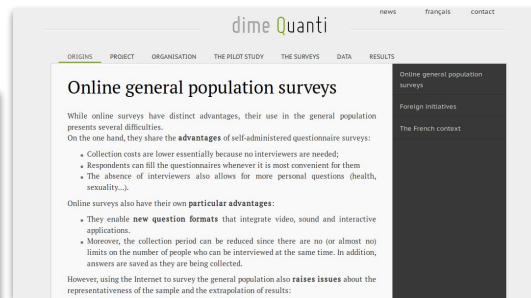 news français contact
dime Quanti
ORIGINS PROJECT ORGANISATION THE PILOT STUDY THE SURVEYS DATA RESULTS
Online general population surveys
While online surveys have distinct advantages, their use in the general population
presents several difficulties.
On the one hand, they share the advantages of self-administered questionnaire surveys:
Collection costs are lower essentially because no interviewers are needed;
Respondents can fill the questionnaires whenever it is most convenient for them
The absence of interviewers also allows for more personal questions (health,
sexuality...).
Online surveys also have their own particular advantages:
They enable new question formats that integrate video, sound and interactive
applications.
Moreover, the collection period can be reduced since there are no (or almost no)
limits on the number of people who can be interviewed at the same time. In addition,
answers are saved as they are being collected.
However, using the Internet to survey the general population also raises issues about the
representativeness of the sample and the extrapolation of results:
Online general population
surveys
Foreign initiatives
The French context